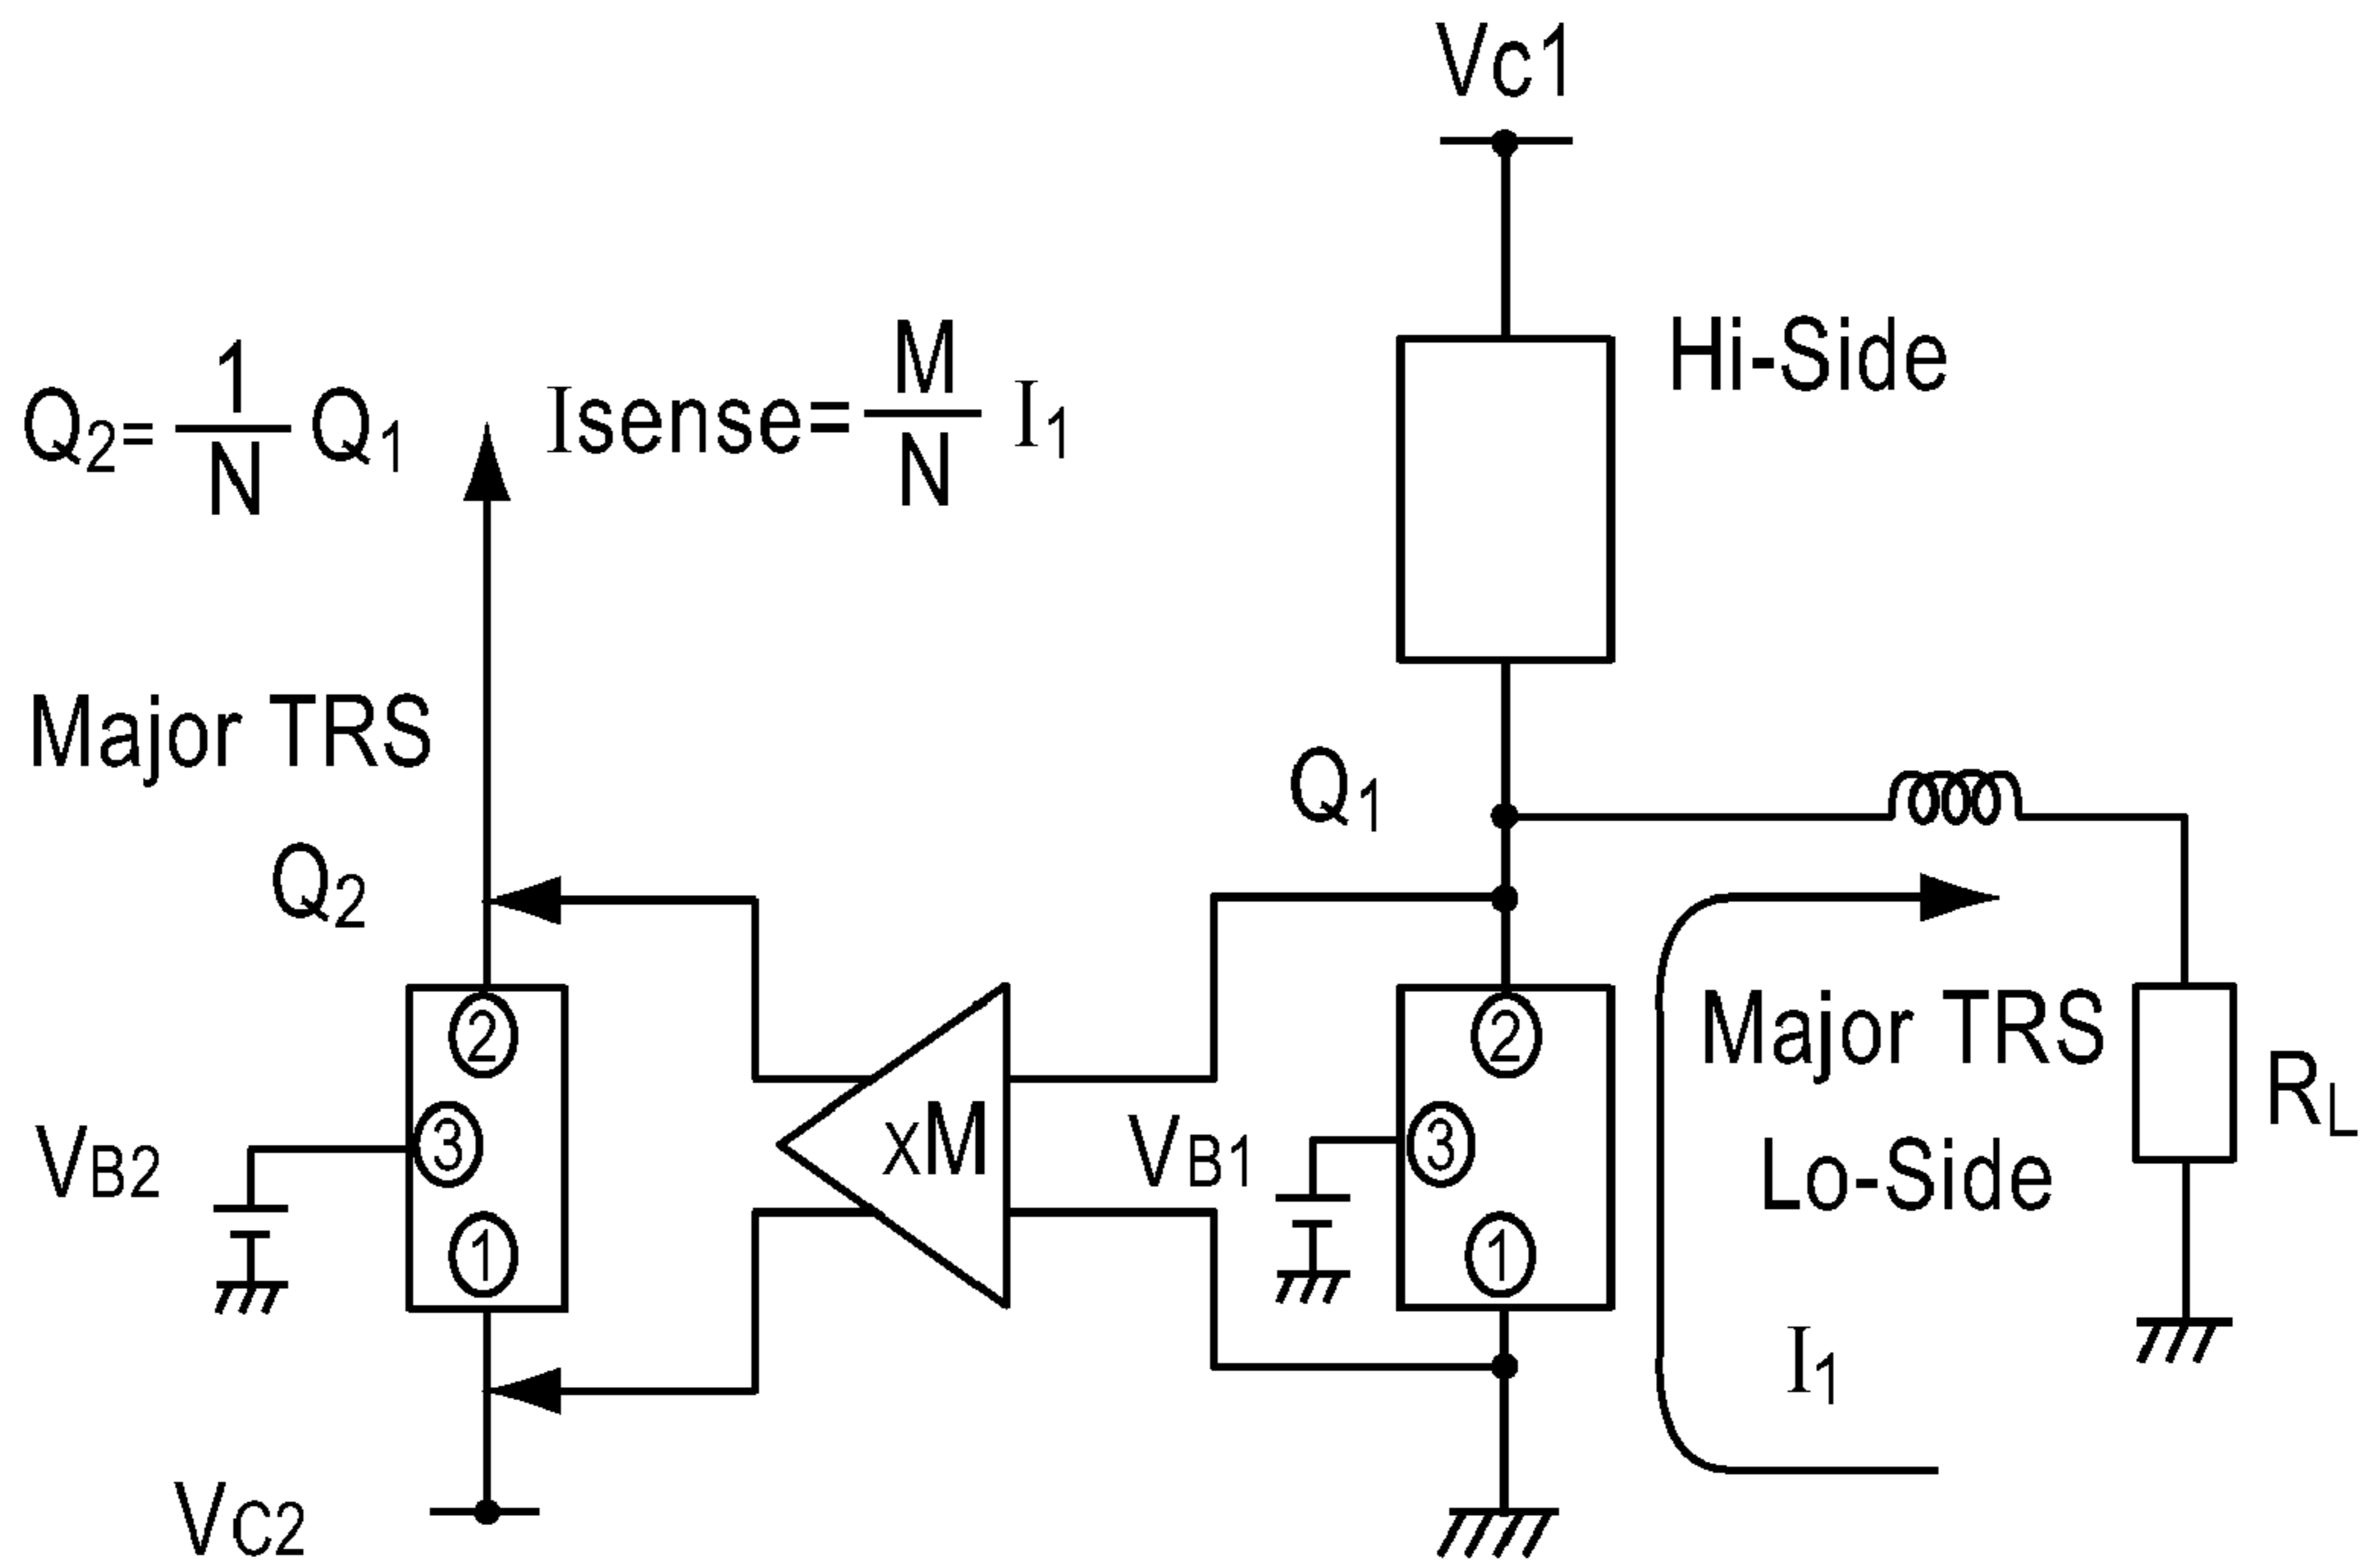 Vc1
Hi-Side
Q2= 1/N Q1
Isense= M/N I1
Major TRS
Q2
Q1
2
3
1
VB2
xM
VB1
2
3
1
Major TRS
Lo-Side
RL
I1
VC2